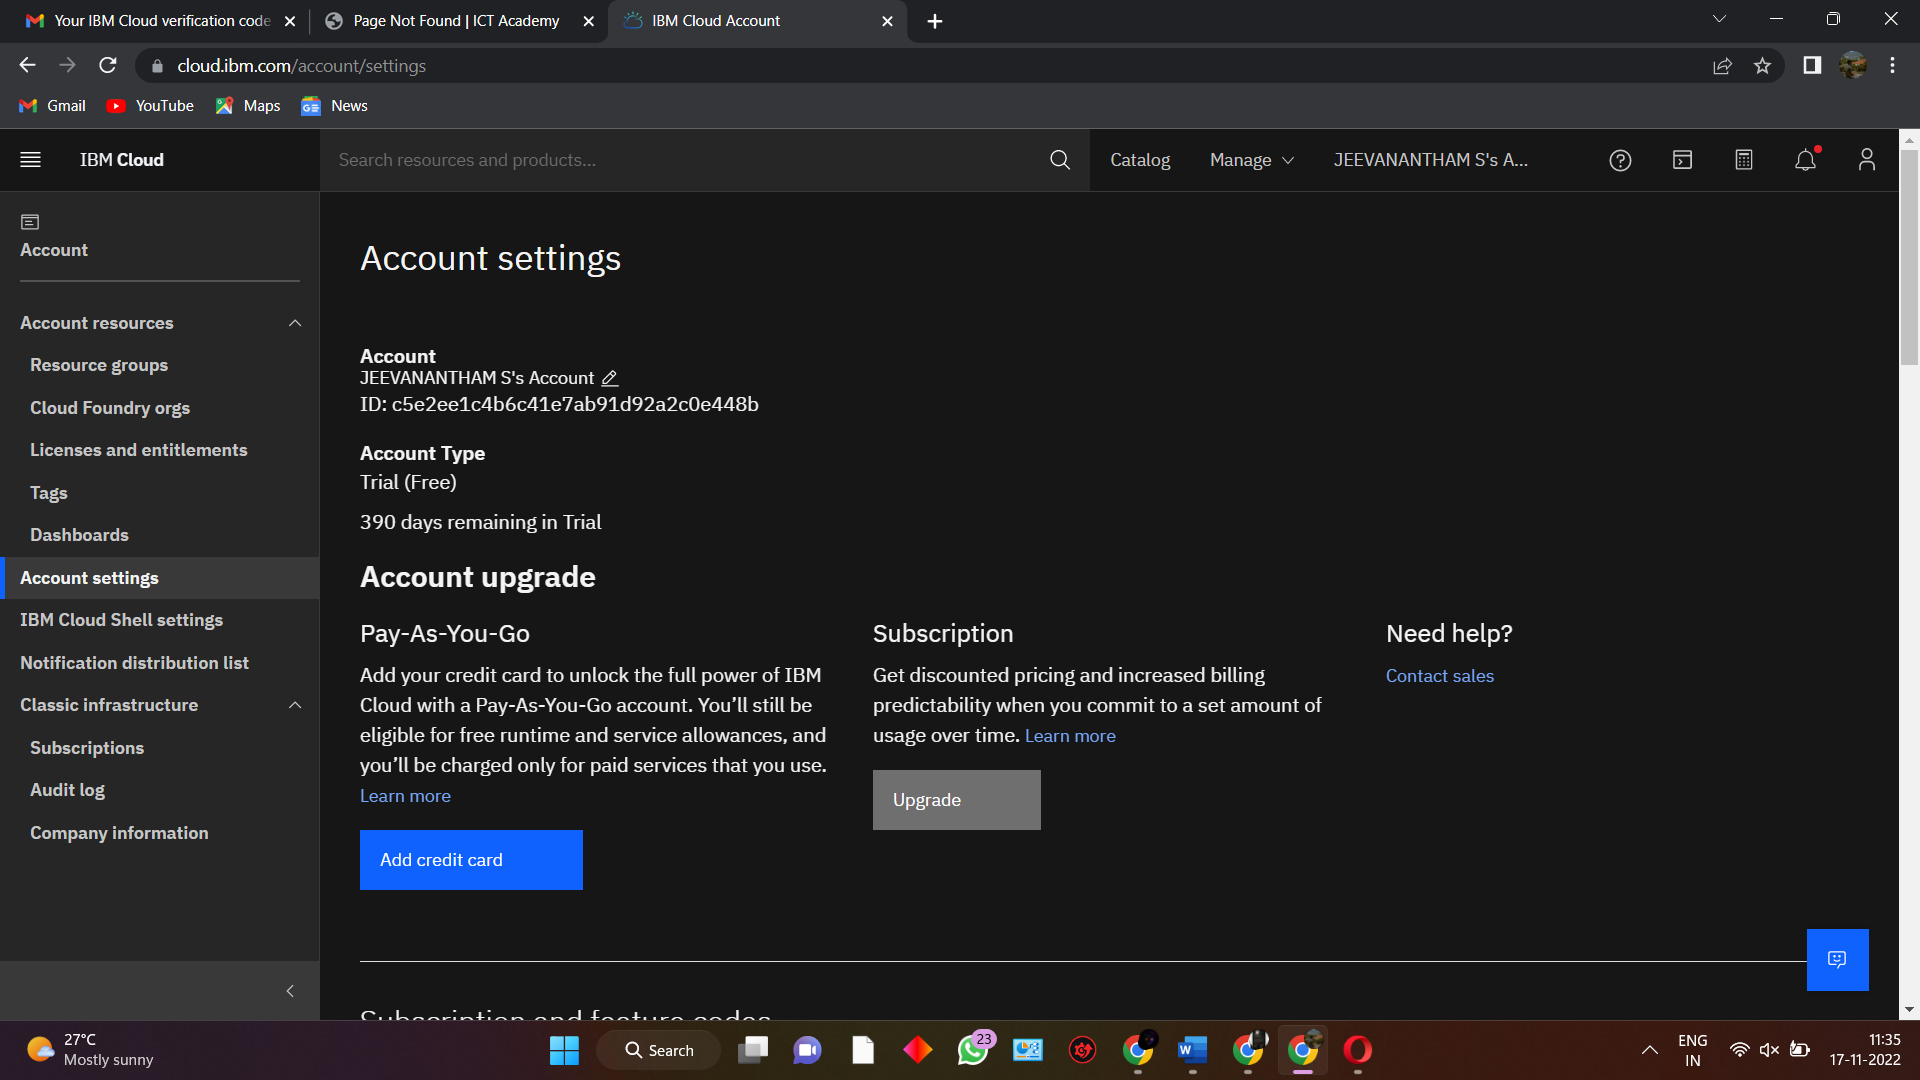 Your IBM Cloud verification code
Page Not Found | ICT Academy
IBM Cloud Account
cloud.ibm.com/account/settings
Gmail
YouTube
Maps
News
IBM Cloud
Search resources and products...
Catalog
Manage
JEEVANANTHAM S's A...
Account
Account resources
Resource groups
Cloud Foundry orgs
Licenses and entitlements
Tags
Dashboards
Account settings
IBM Cloud Shell settings
Notification distribution list
Classic infrastructure
Subscriptions
Audit log
Company information
Account settings
Account
JEEVANANTHAM S's Account
ID: c5e2ee1c4b6c41e7ab91d92a2c0e448b
Account Type
Trial (Free)
390 days remaining in Trial
Account upgrade
Pay-As-You-Go
Add your credit card to unlock the full power of IBM
Cloud with a Pay-As-You-Go account. You’ll still be
eligible for free runtime and service allowances, and
you’ll be charged only for paid services that you use.
Learn more
Add credit card
Subscription
Get discounted pricing and increased billing
predictability when you commit to a set amount of
usage over time. Learn more
Upgrade
Need help?
Contact sales
Subscription and feature codes
27°C
Mostly sunny
Search
23
ENG
IN
11:35
17-11-2022